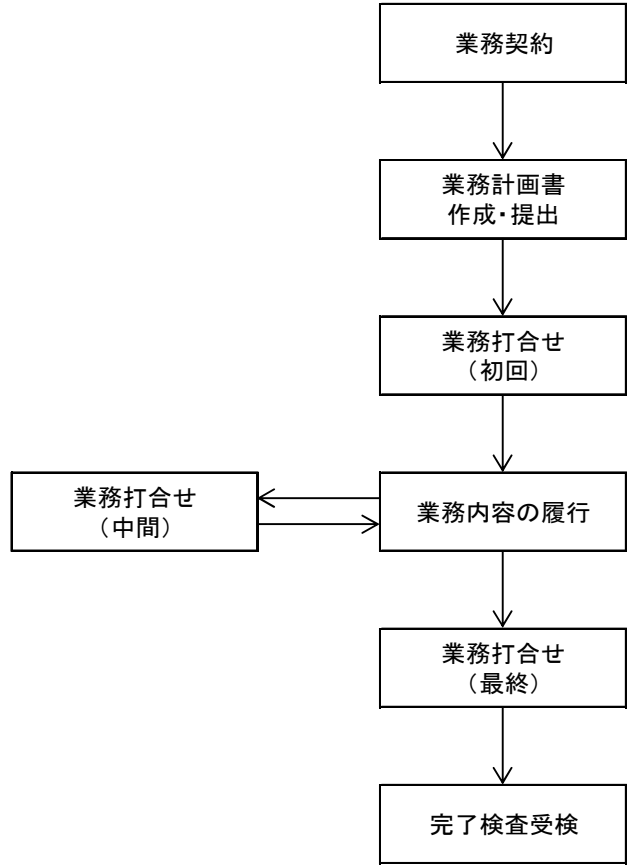 業務契約
業務計画書
作成・提出
業務打合せ
（初回）
業務打合せ
（中間）
業務内容の履行
業務打合せ
（最終）
完了検査受検